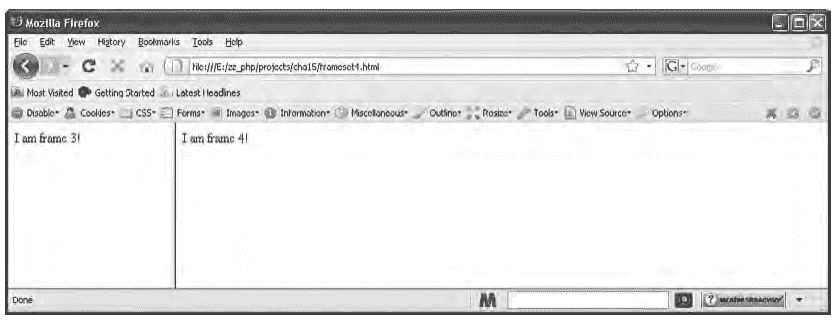 Mozilla Firefox
File Edit View History Bookmarks Tools Help
file:///E:/zz_php/projects/cha15/frameset4.html G Google
Most Visited Getting Started Latest Headlines
Disable Cookies CSS Forms Images Information Miscellaneous Outline Resize Tools View Source Options
I am frame 3! I am frame 4!
Done M ?